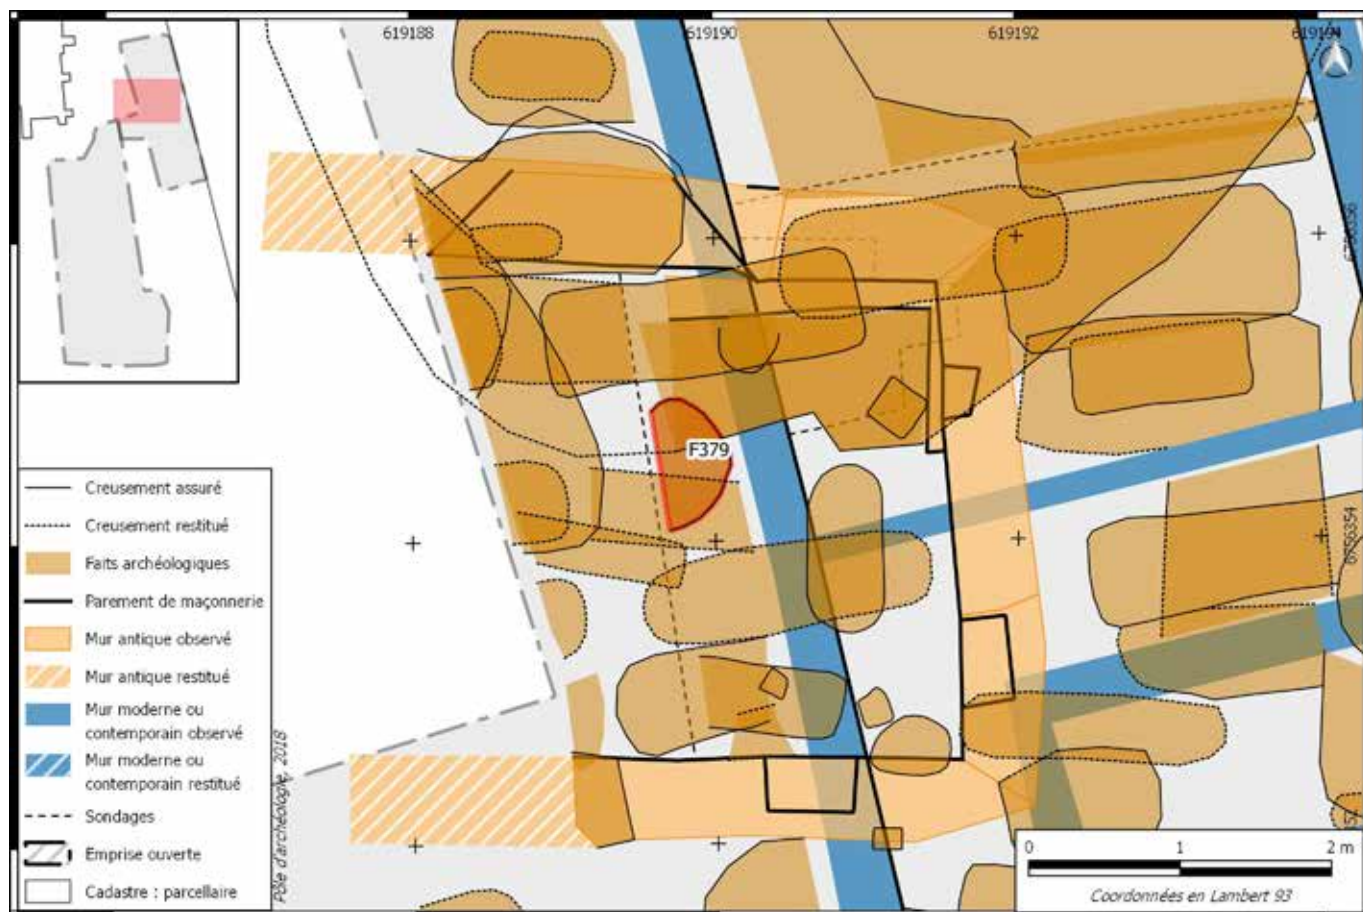 619188
619190
619192
619194
6756356
F379
6756354
Creusement assuré
Creusement restitué
Faits archéologiques
Parement de maçonnerie
Mur antique observé
Mur antique restitué
Mur moderne ou
contemporain observé
Mur moderne ou
contemporain restitué
Sondages
Emprise ouverte
Cadastre : parcellaire
Pôle d'archéologie, 2018
0 1 2 m
Coordonnées en Lambert 93